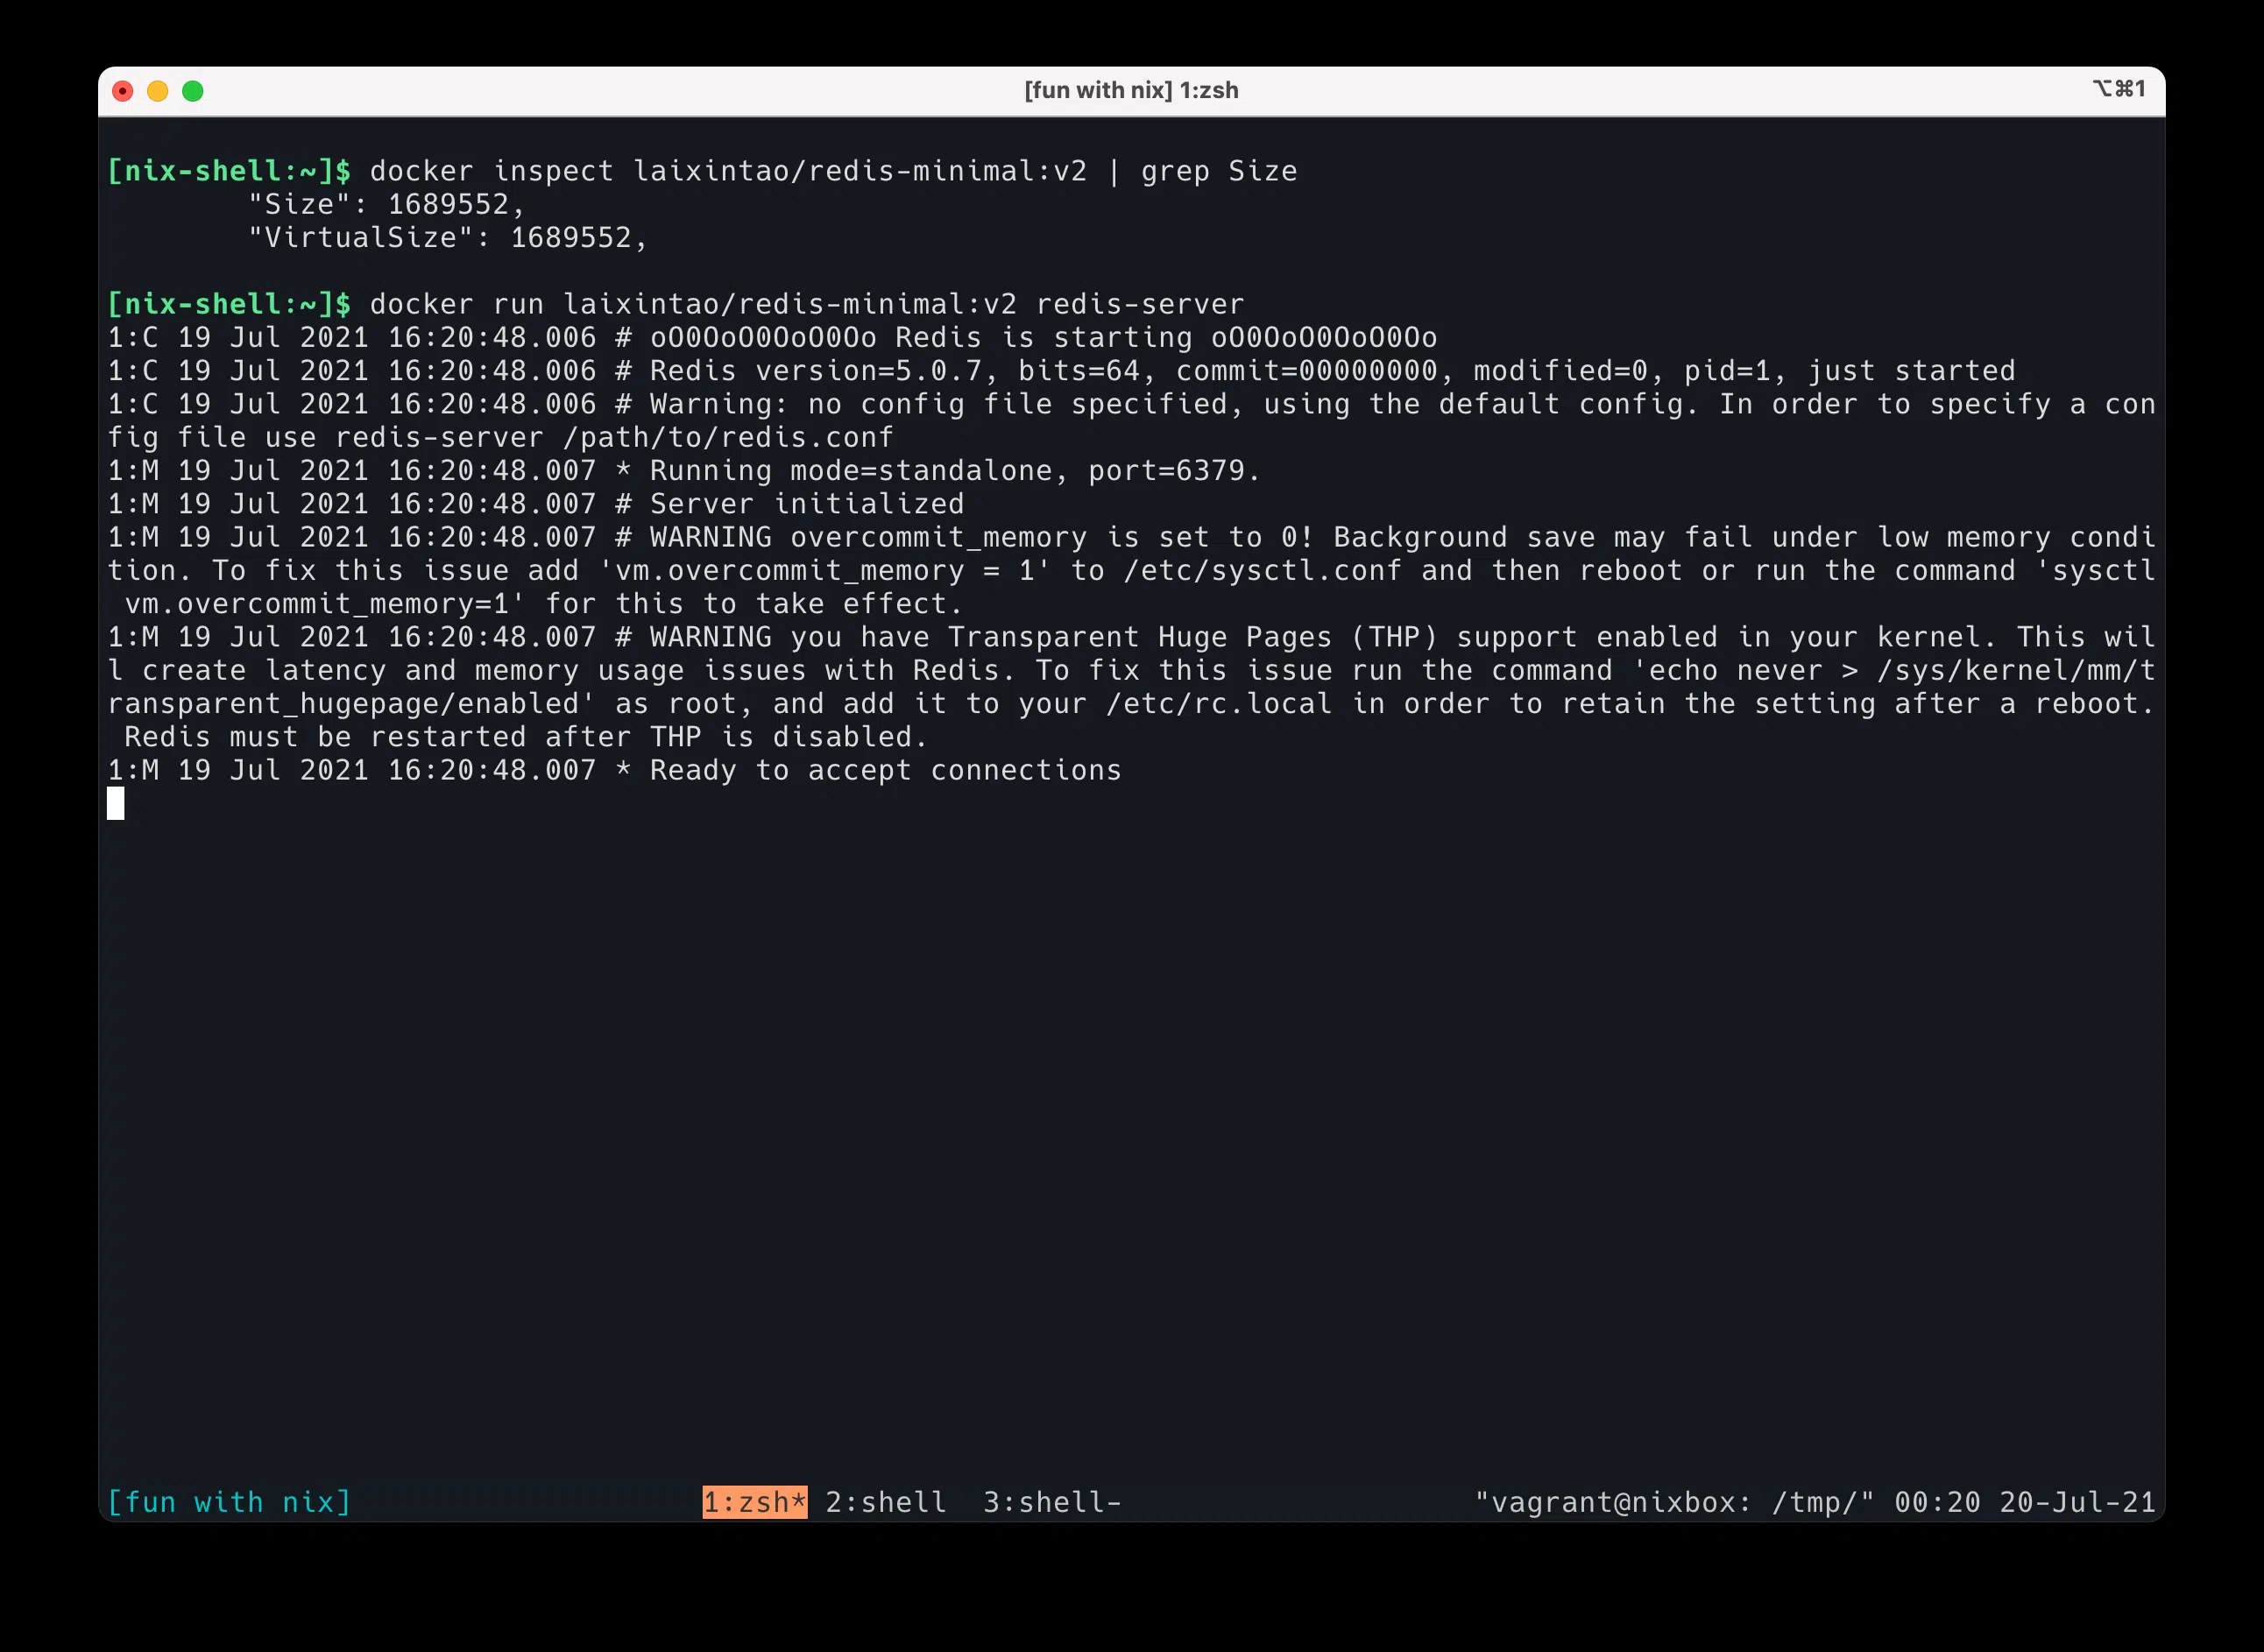 [fun with nix] 1:zsh
⌥⌘1
[nix-shell:~]$ docker inspect laixintao/redis-minimal:v2 | grep Size
        "Size": 1689552,
        "VirtualSize": 1689552,
[nix-shell:~]$ docker run laixintao/redis-minimal:v2 redis-server
1:C 19 Jul 2021 16:20:48.006 # oO0OoO0OoO0Oo Redis is starting oO0OoO0OoO0Oo
1:C 19 Jul 2021 16:20:48.006 # Redis version=5.0.7, bits=64, commit=00000000, modified=0, pid=1, just started
1:C 19 Jul 2021 16:20:48.006 # Warning: no config file specified, using the default config. In order to specify a con
fig file use redis-server /path/to/redis.conf
1:M 19 Jul 2021 16:20:48.007 * Running mode=standalone, port=6379.
1:M 19 Jul 2021 16:20:48.007 # Server initialized
1:M 19 Jul 2021 16:20:48.007 # WARNING overcommit_memory is set to 0! Background save may fail under low memory condi
tion. To fix this issue add 'vm.overcommit_memory = 1' to /etc/sysctl.conf and then reboot or run the command 'sysctl
 vm.overcommit_memory=1' for this to take effect.
1:M 19 Jul 2021 16:20:48.007 # WARNING you have Transparent Huge Pages (THP) support enabled in your kernel. This wil
l create latency and memory usage issues with Redis. To fix this issue run the command 'echo never > /sys/kernel/mm/t
ransparent_hugepage/enabled' as root, and add it to your /etc/rc.local in order to retain the setting after a reboot.
 Redis must be restarted after THP is disabled.
1:M 19 Jul 2021 16:20:48.007 * Ready to accept connections
[fun with nix] 1:zsh* 2:shell  3:shell- "vagrant@nixbox: /tmp/" 00:20 20-Jul-21